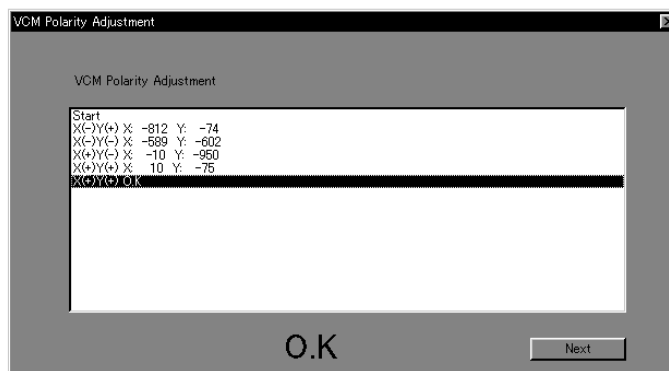 VCM Polarity Adjustment
VCM Polarity Adjustment
Start
X(-)Y(+) X: -812 Y: -74
X(-)Y(-) X: -589 Y: -602
X(+)Y(-) X: -10 Y: -950
X(+)Y(+) X: 10 Y: -75
X(+)Y(+) O.K
O.K
Next